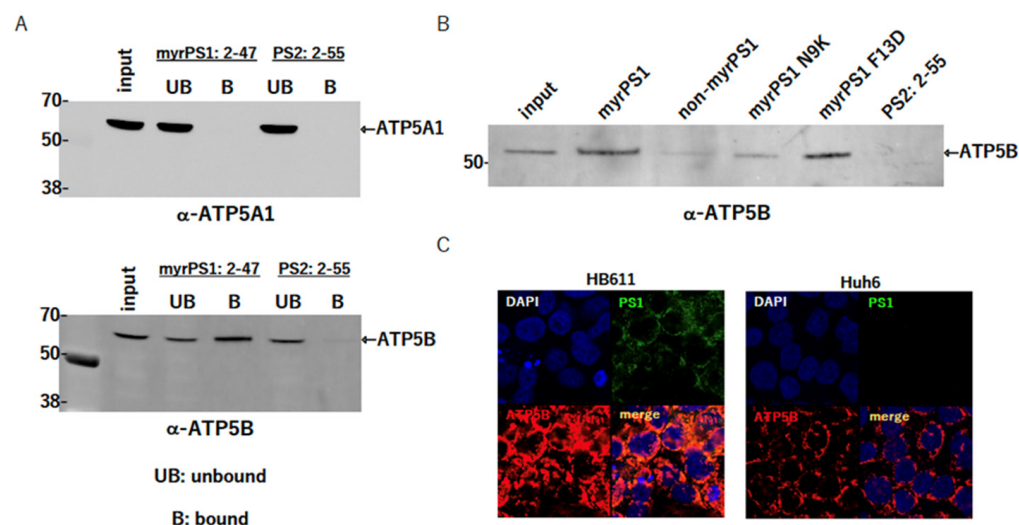 A
input
myrPS1: 2-47
PS2: 2-55
UB B UB B
70-
50-
38-
←ATP5A1
α-ATP5A1
input
myrPS1: 2-47
PS2: 2-55
UB B UB B
70-
50-
38-
←ATP5B
α-ATP5B
UB: unbound
B: bound
B
input
myrPS1
non-myrPS1
myrPS1 N9K
myrPS1 F13D
PS2: 2-55
50-
←ATP5B
α-ATP5B
C
HB611
DAPI
PS1
ATP5B
merge
Huh6
DAPI
PS1
ATP5B
merge